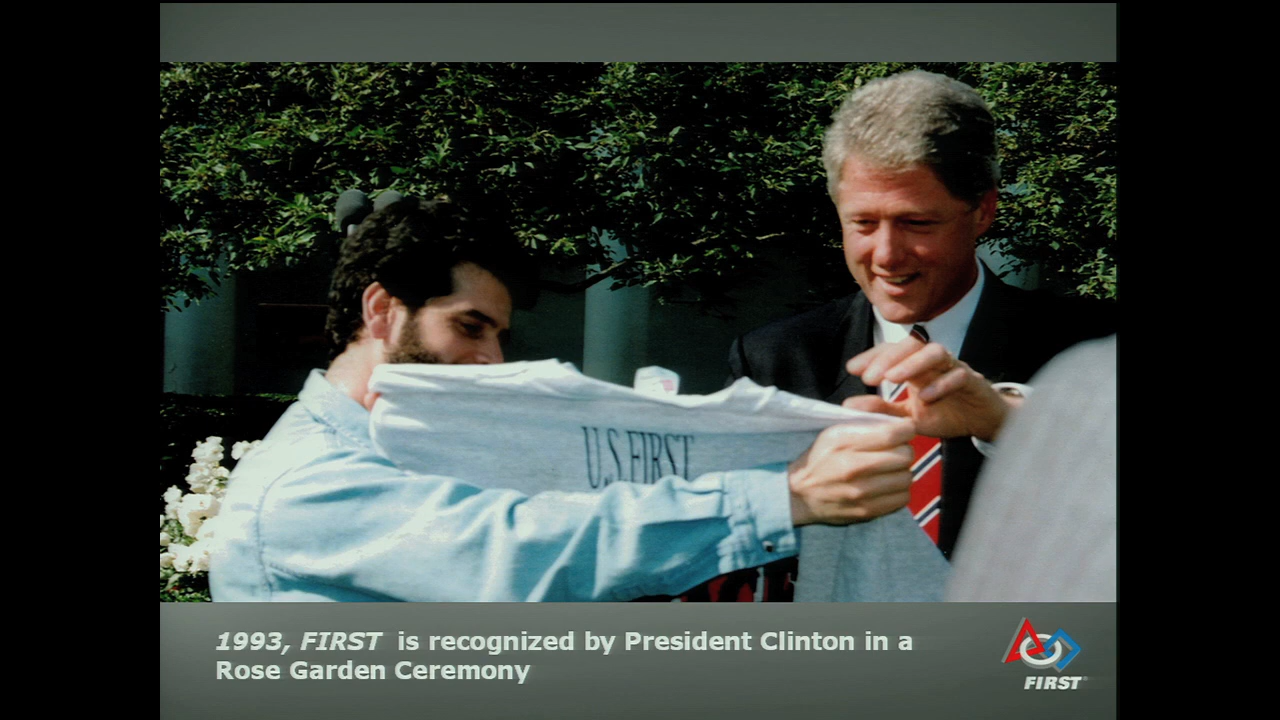 U.S.FIRST
1993, FIRST is recognized by President Clinton in a
Rose Garden Ceremony
FIRST